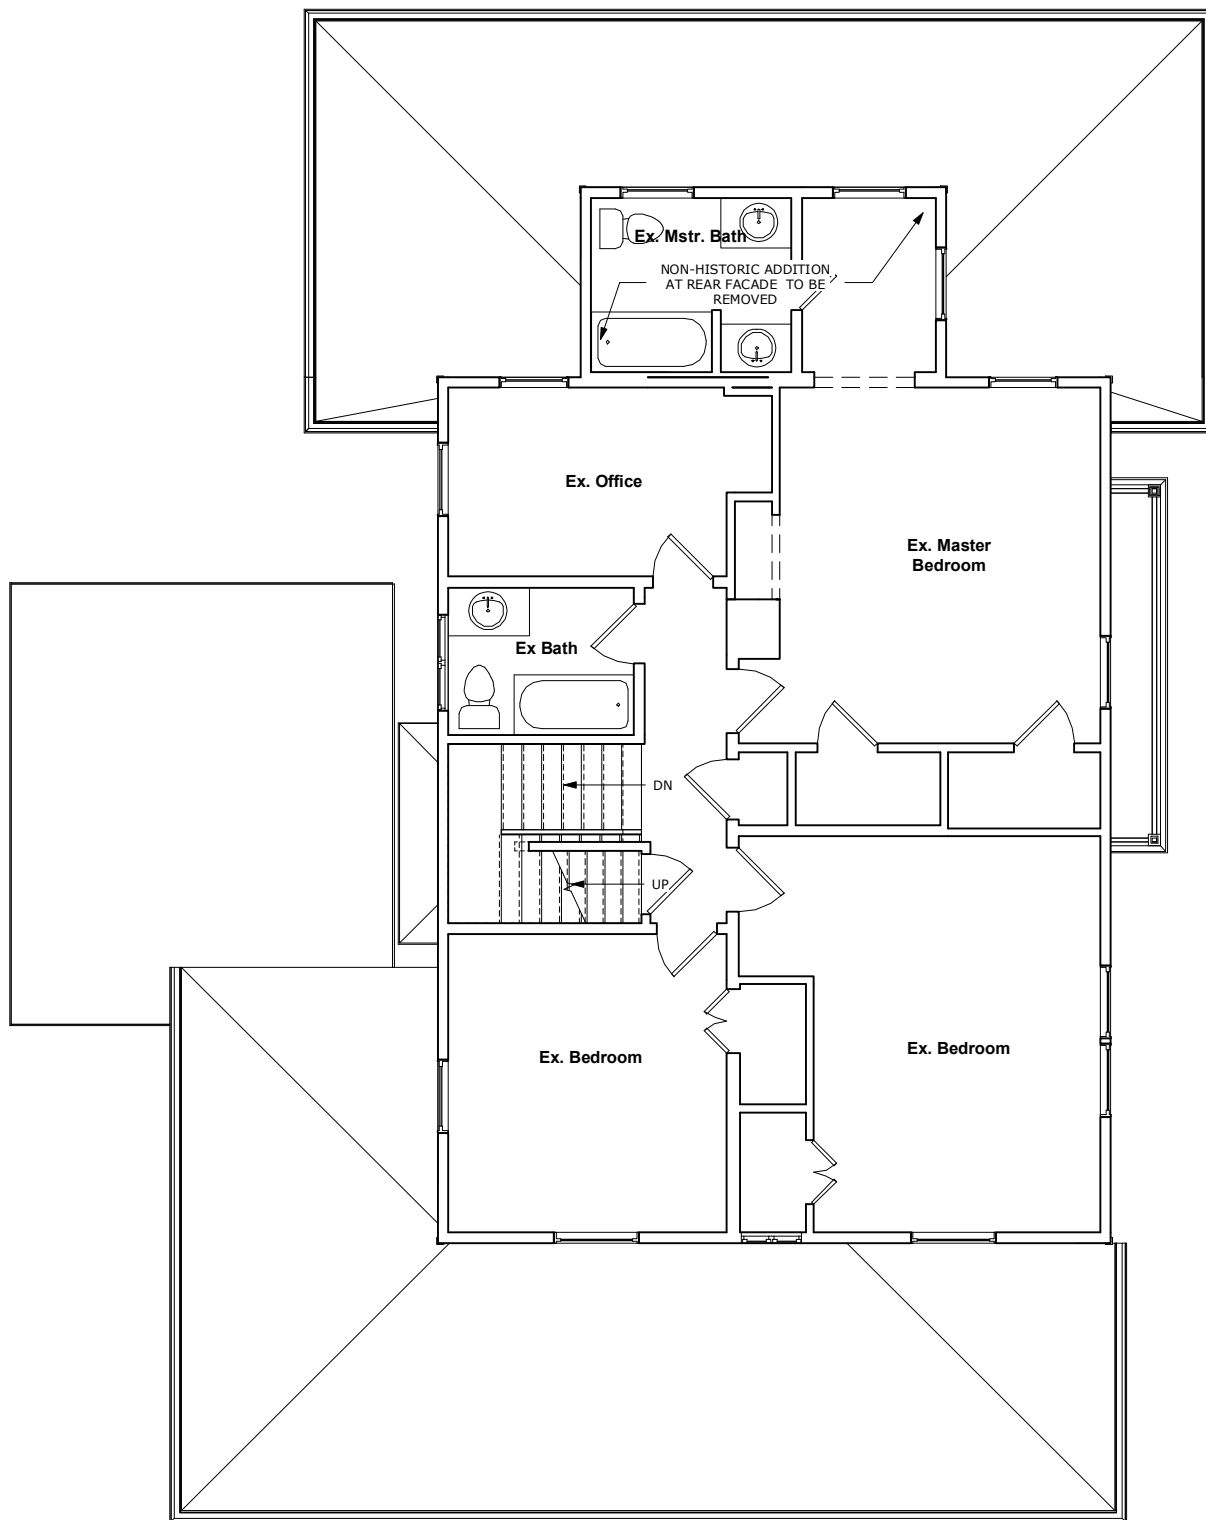 Ex. Mstr. Bath
NON-HISTORIC ADDITION
AT REAR FACADE TO BE
REMOVED
Ex. Office
Ex. Master
Bedroom
Ex Bath
DN
UP
Ex. Bedroom
Ex. Bedroom